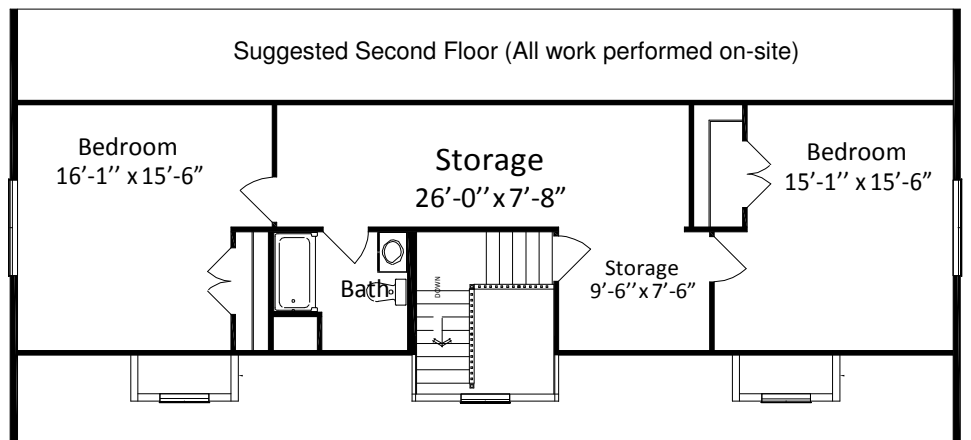 Suggested Second Floor (All work performed on-site)
Bedroom
16’-1’’ x 15’-6”
Storage
26’-0’’ x 7’-8”
Bedroom
15’-1’’ x 15’-6”
Storage
9’-6’’ x 7’-6”
Bath
DOWN